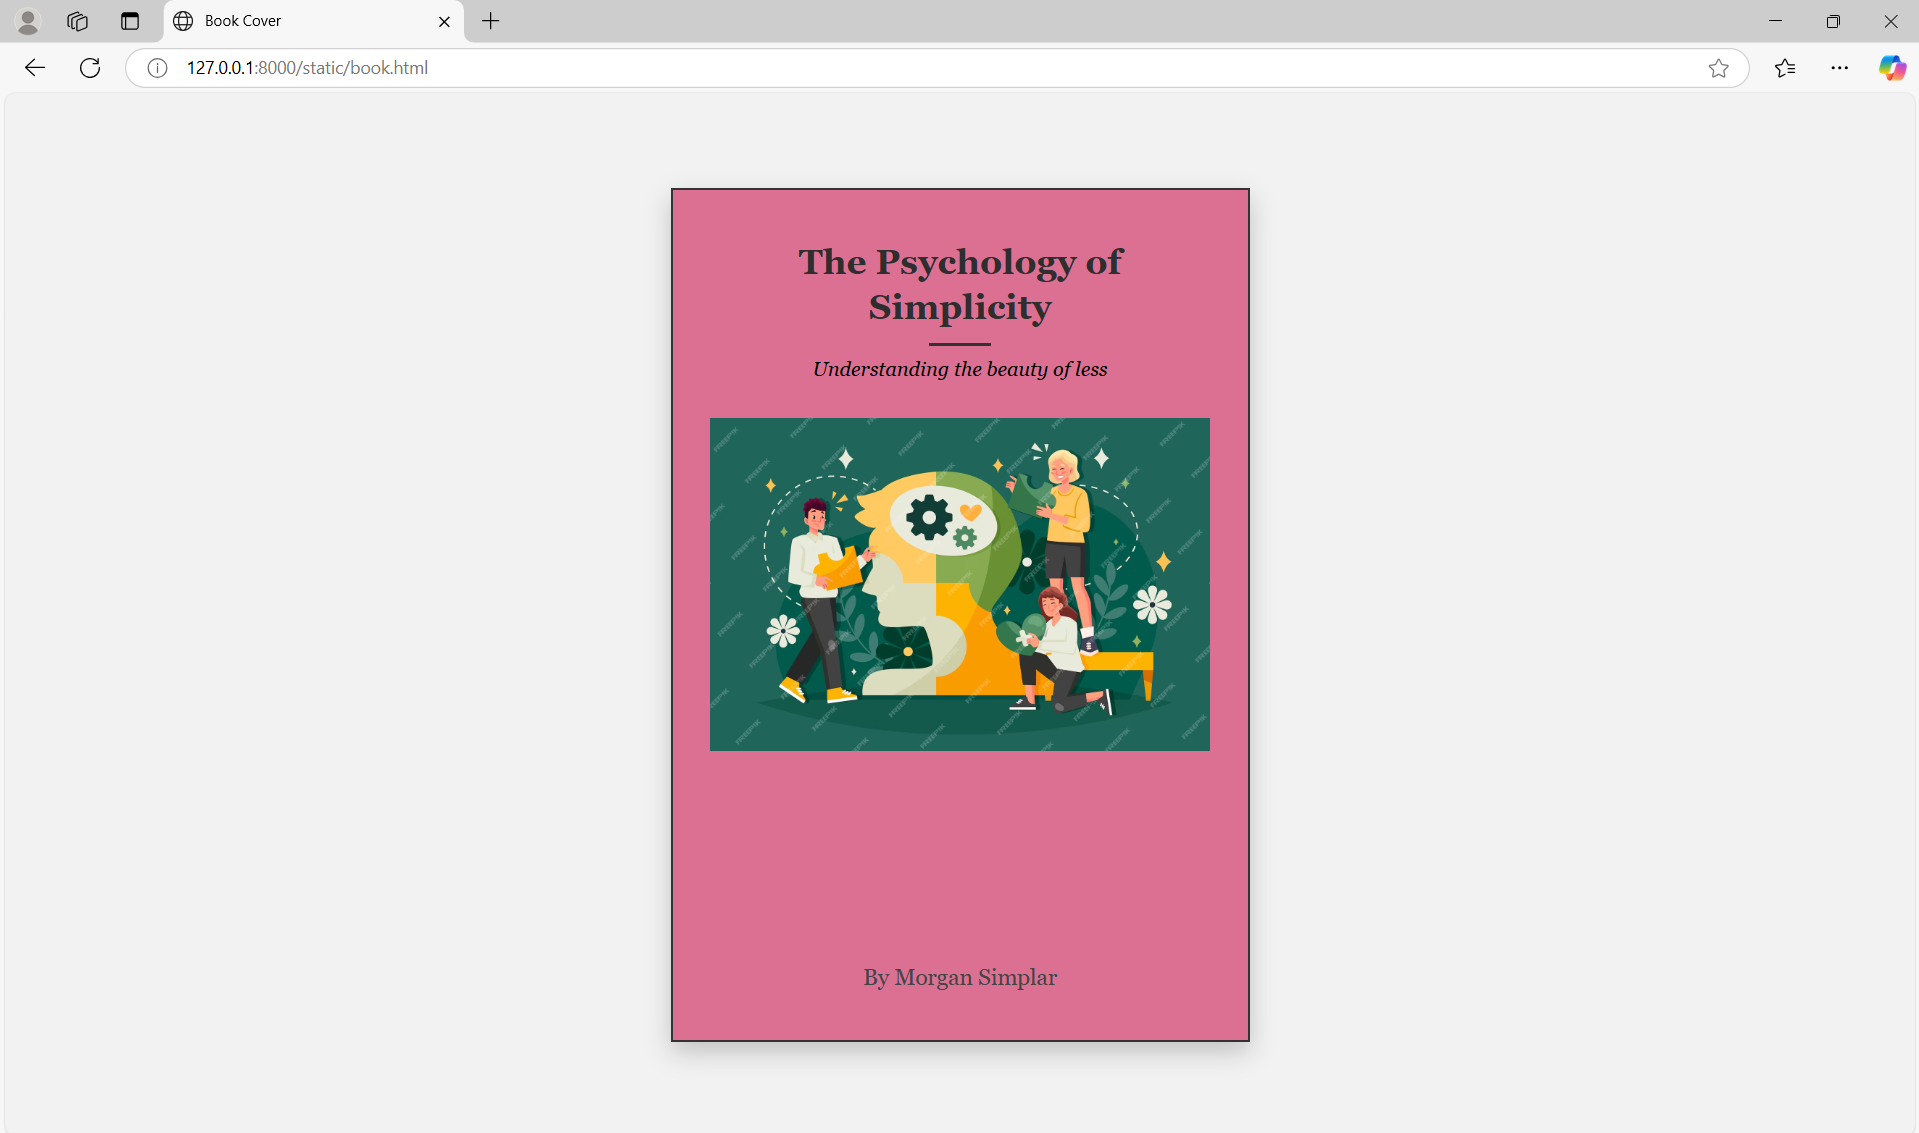 Book Cover
127.0.0.1:8000/static/book.html
The Psychology of
Simplicity
Understanding the beauty of less
FREEPIK
By Morgan Simplar